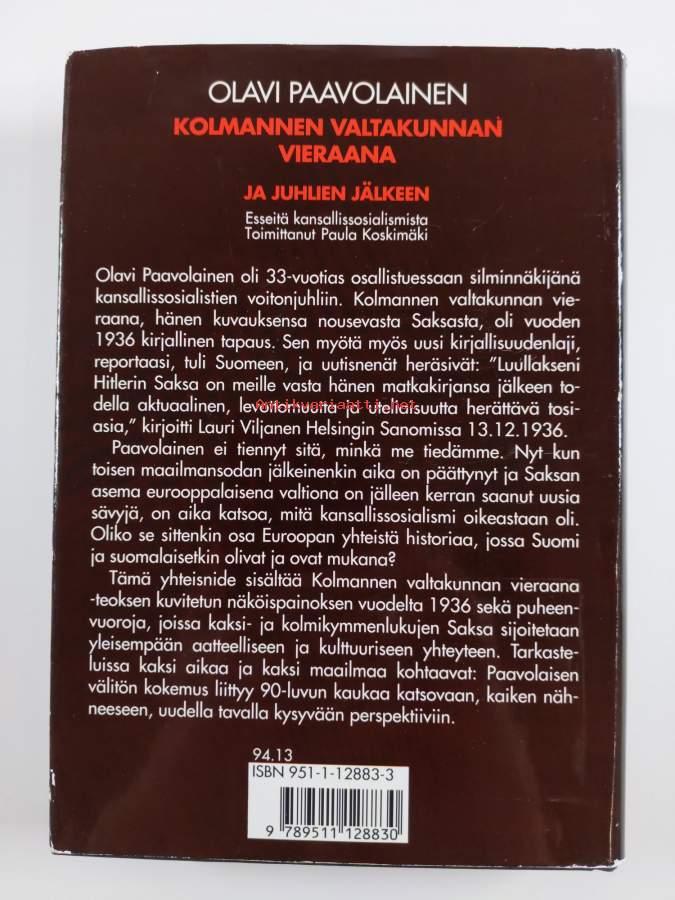 OLAVI PAAVOLAINEN
KOLMANNEN VALTAKUNNAN
VIERAANA
JA JUHLIEN JÄLKEEN
Esseitä kansallissosialismista
Toimittanut Paula Koskimäki
Olavi Paavolainen oli 33-vuotias osallistuessaan silminnäkijänä
kansallissosialistien voitonjuhliin. Kolmannen valtakunnan vie-
raana, hänen kuvauksensa nousevasta Saksasta, oli vuoden
1936 kirjallinen tapaus. Sen myötä myös uusi kirjallisuudenlaji,
reportaasi, tuli Suomeen, ja uutisnenät heräsivät: "Luullakseni
Hitlerin Saksa on meille vasta hänen matkakirjansa jälkeen to-
della aktuaalinen, levottomuutta ja uteliaisuutta herättävä tosi-
Antikvariaatti.net
asia," kirjoitti Lauri Viljanen Helsingin Sanomissa 13.12.1936.
Paavolainen ei tiennyt sitä, minkä me tiedämme. Nyt kun
toisen maailmansodan jälkeinenkin aika on päättynyt ja Saksan
asema eurooppalaisena valtiona on jälleen kerran saanut uusia
sävyjä, on aika katsoa, mitä kansallissosialismi oikeastaan oli.
Oliko se sittenkin osa Euroopan yhteistä historiaa, jossa Suomi
ja suomalaisetkin olivat ja ovat mukana?
Tämä yhteisnide sisältää Kolmannen valtakunnan vieraana
-teoksen kuvitetun näköispainoksen vuodelta 1936 sekä puheen-
vuoroja, joissa kaksi- ja kolmikymmenlukujen Saksa sijoitetaan
yleisempään aatteelliseen ja kulttuuriseen yhteyteen. Tarkaste-
luissa kaksi aikaa ja kaksi maailmaa kohtaavat: Paavolaisen
välitön kokemus liittyy 90-luvun kaukaa katsovaan, kaiken näh-
neeseen, uudella tavalla kysyvään perspektiiviin.
94.13
ISBN 951-1-12883-3
9 789511 128830